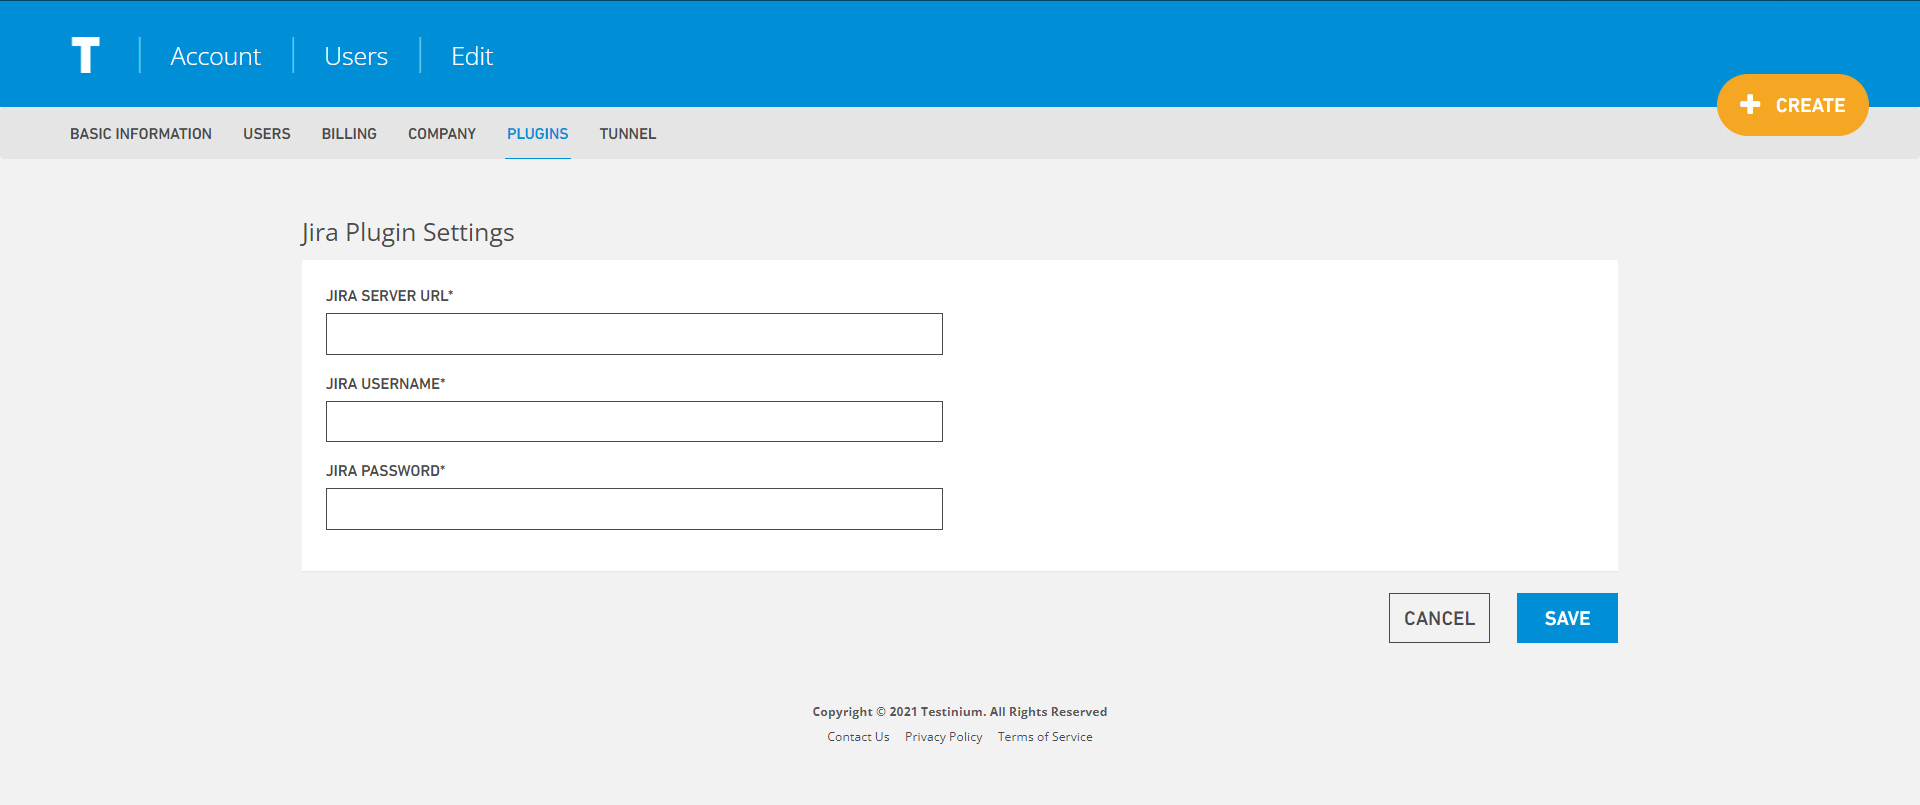 T Account Users Edit
CREATE
BASIC INFORMATION USERS BILLING COMPANY PLUGINS TUNNEL
Jira Plugin Settings
JIRA SERVER URL*
JIRA USERNAME*
JIRA PASSWORD*
CANCEL SAVE
Copyright © 2021 Testinium. All Rights Reserved
Contact Us Privacy Policy Terms of Service